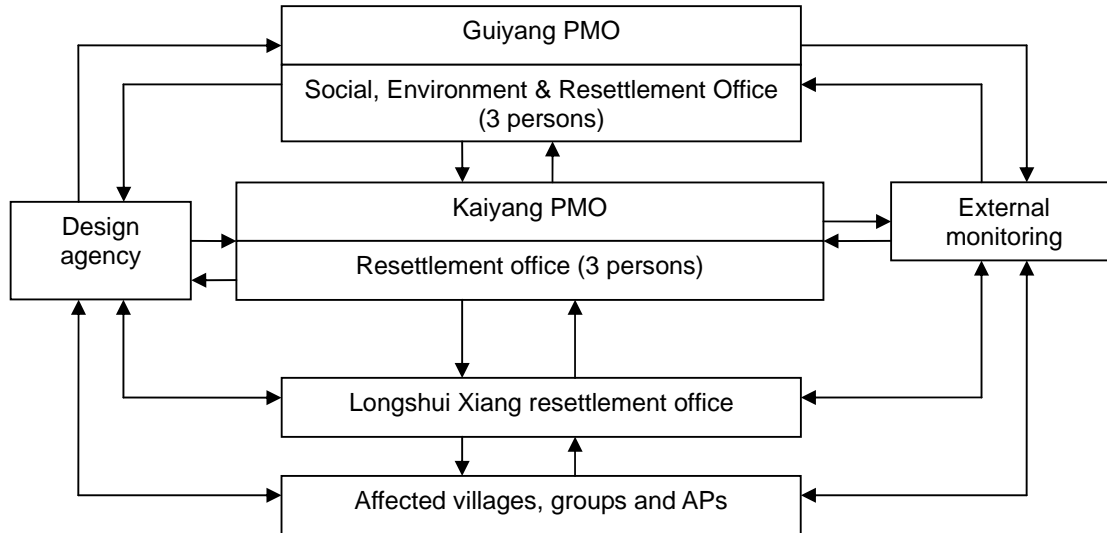 Guiyang PMO
Social, Environment & Resettlement Office
(3 persons)
Kaiyang PMO
Resettlement office (3 persons)
Design
agency
External
monitoring
Longshui Xiang resettlement office
Affected villages, groups and APs